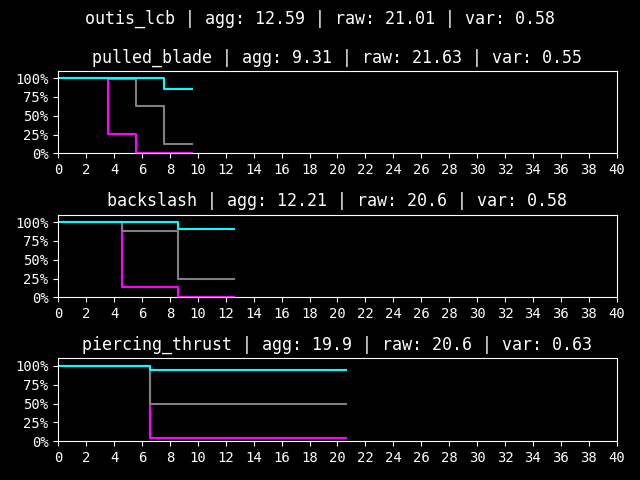 outis_lcb | agg: 12.59 | raw: 21.01 | var: 0.58
pulled_blade | agg: 9.31 | raw: 21.63 | var: 0.55
100%
75%
50%
25%
0%
0 2 4 6 8 10 12 14 16 18 20 22 24 26 28 30 32 34 36 38 40
backslash | agg: 12.21 | raw: 20.6 | var: 0.58
100%
75%
50%
25%
0%
0 2 4 6 8 10 12 14 16 18 20 22 24 26 28 30 32 34 36 38 40
piercing_thrust | agg: 19.9 | raw: 20.6 | var: 0.63
100%
75%
50%
25%
0%
0 2 4 6 8 10 12 14 16 18 20 22 24 26 28 30 32 34 36 38 40